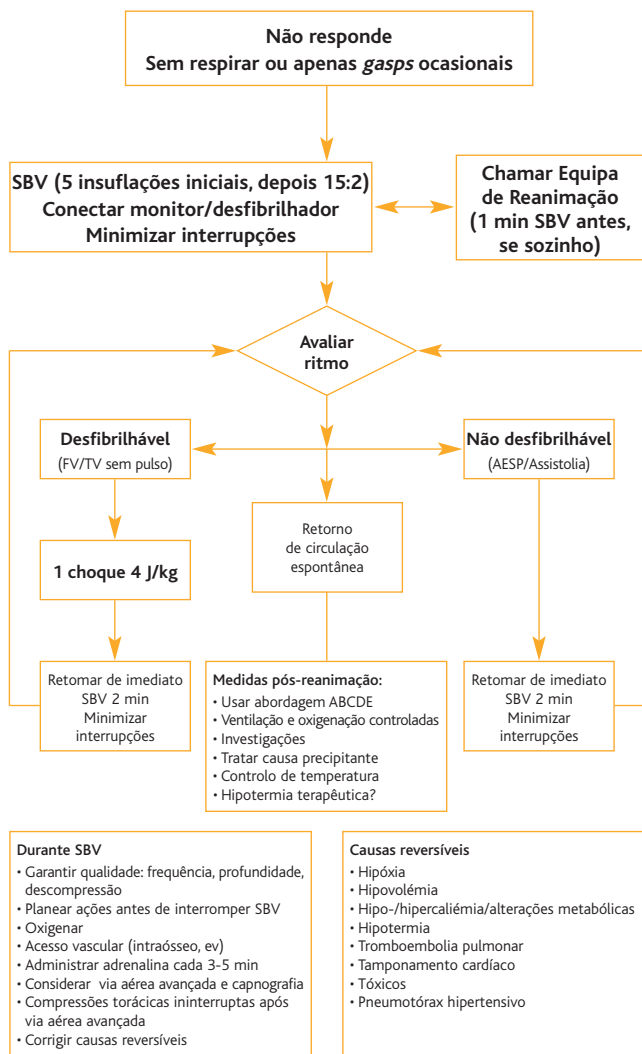 Não responde
Sem respirar ou apenas gasps ocasionais
SBV (5 insuflações iniciais, depois 15:2)
Conectar monitor/desfibrilhador
Minimizar interrupções
Chamar Equipa
de Reanimação
(1 min SBV antes,
se sozinho)
Avaliar
ritmo
Desfibrilhável
(FV/TV sem pulso)
Não desfibrilhável
(AESP/Assistolia)
1 choque 4 J/kg
Retorno
de circulação
espontânea
Retomar de imediato
SBV 2 min
Minimizar
interrupções
Medidas pós-reanimação:
• Usar abordagem ABCDE
• Ventilação e oxigenação controladas
• Investigações
• Tratar causa precipitante
• Controlo de temperatura
• Hipotermia terapêutica?
Retomar de imediato
SBV 2 min
Minimizar
interrupções
Durante SBV
• Garantir qualidade: frequência, profundidade,
descompressão
• Planear ações antes de interromper SBV
• Oxigenar
• Acesso vascular (intraósseo, ev)
• Administrar adrenalina cada 3-5 min
• Considerar via aérea avançada e capnografia
• Compressões torácicas ininterruptas após
via aérea avançada
• Corrigir causas reversíveis
Causas reversíveis
• Hipóxia
• Hipovolémia
• Hipo-/hipercaliémia/alterações metabólicas
• Hipotermia
• Tromboembolia pulmonar
• Tamponamento cardíaco
• Tóxicos
• Pneumotórax hipertensivo